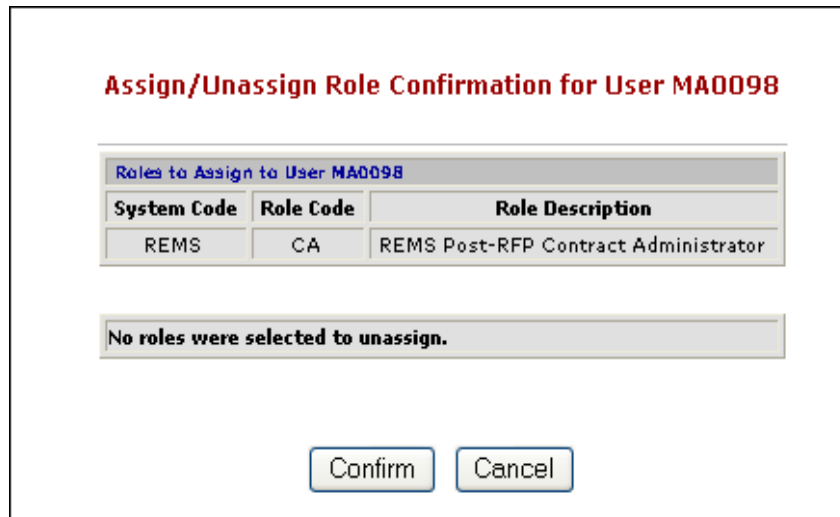 Assign/Unassign Role Confirmation for User MA0098
Roles to Assign to User MA0098
System Code Role Code Role Description
REMS CA REMS Post-RFP Contract Administrator
No roles were selected to unassign.
Confirm Cancel